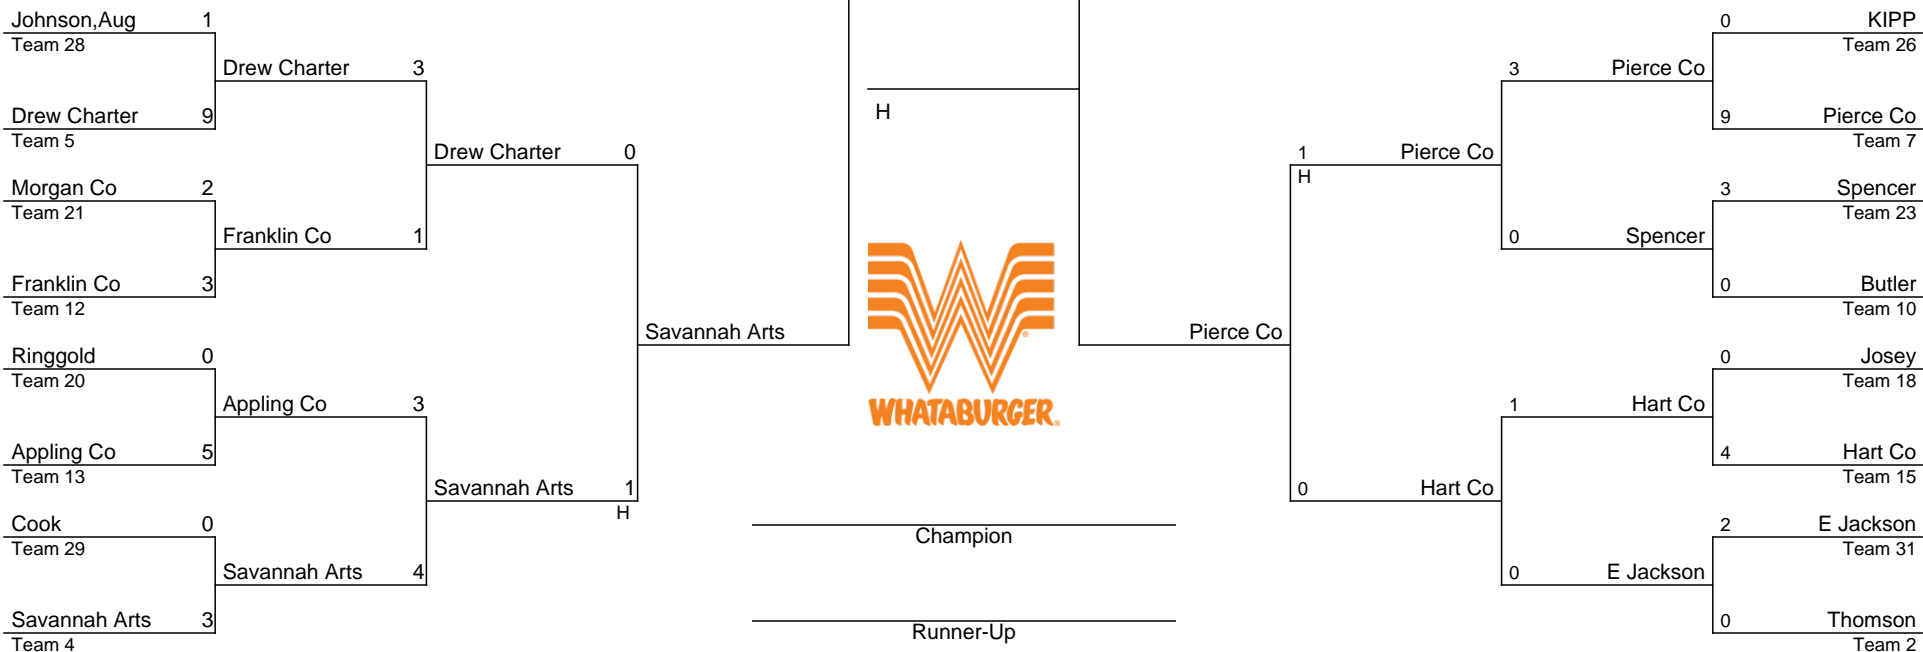 Johnson,Aug 1
Team 28
Drew Charter 3
Drew Charter 9
Team 5
Drew Charter 0
Morgan Co 2
Team 21
Franklin Co 1
Franklin Co 3
Team 12
Savannah Arts
Ringgold 0
Team 20
Appling Co 3
Appling Co 5
Team 13
Savannah Arts 1
H
Cook 0
Team 29
Savannah Arts 4
Savannah Arts 3
Team 4
H
WHATABURGER
®
®
Champion
Runner-Up
0 KIPP
Team 26
3 Pierce Co
9 Pierce Co
Team 7
1 Pierce Co
H
3 Spencer
Team 23
0 Spencer
0 Butler
Team 10
Pierce Co
0 Josey
Team 18
1 Hart Co
4 Hart Co
Team 15
0 Hart Co
2 E Jackson
Team 31
0 E Jackson
0 Thomson
Team 2